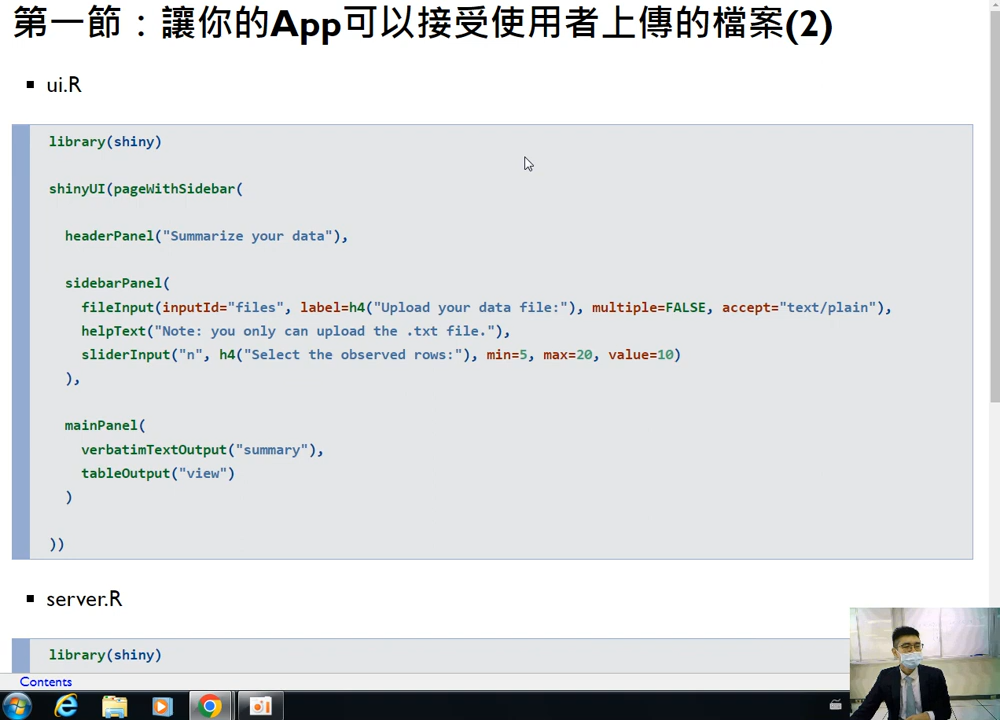 第一節：讓你的App可以接受使用者上傳的檔案(2)
ui.R
library(shiny)
shinyUI(pageWithSidebar(
headerPanel("Summarize your data"),
sidebarPanel(
fileInput(inputId="files", label=h4("Upload your data file:"), multiple=FALSE, accept="text/plain"),
helpText("Note: you only can upload the .txt file."),
sliderInput("n", h4("Select the observed rows:"), min=5, max=20, value=10)
),
mainPanel(
verbatimTextOutput("summary"),
tableOutput("view")
)
))
server.R
library(shiny)
Contents